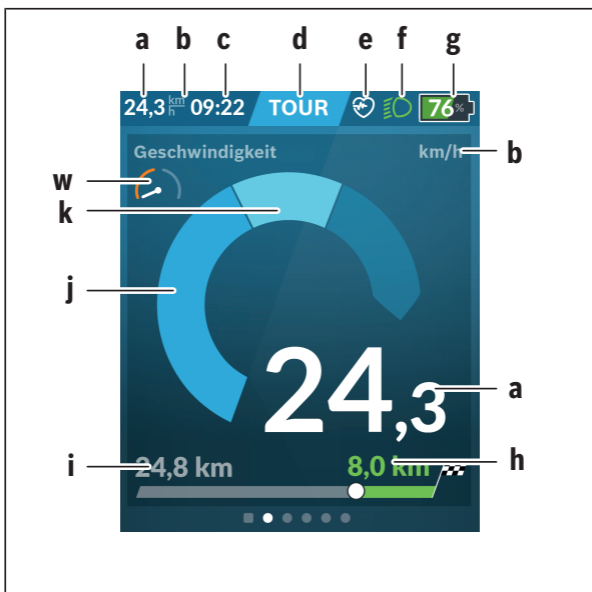 a b c d e f g
24,3 km/h 09:22 TOUR 76%
Geschwindigkeit km/h b
w
k
j
24,3 a
i 24,8 km 8,0 km h